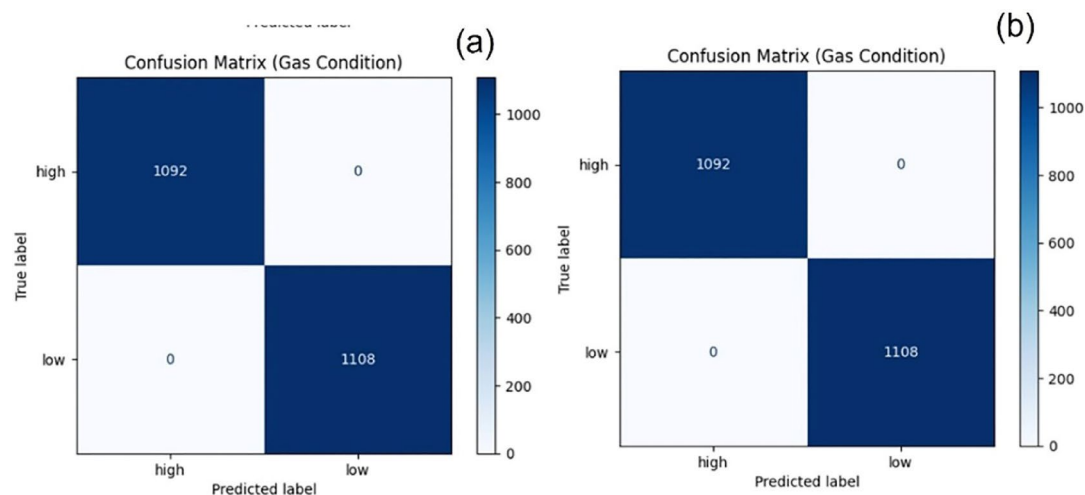 (a)
Confusion Matrix (Gas Condition)
True label
high
low
1092
0
0
1108
high
low
Predicted label
1000
800
600
400
200
0
(b)
Confusion Matrix (Gas Condition)
True label
high
low
1092
0
0
1108
high
low
Predicted label
1000
800
600
400
200
0